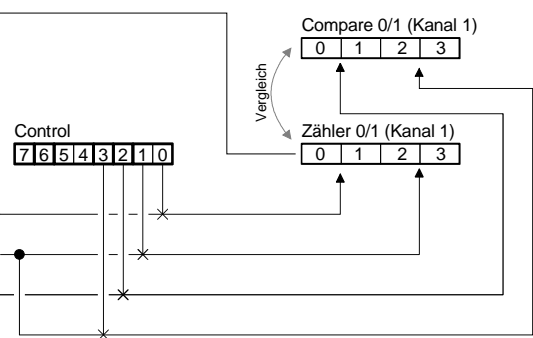 Compare 0/1 (Kanal 1)
0 1 2 3
Vergleich
Control
7 6 5 4 3 2 1 0
Zähler 0/1 (Kanal 1)
0 1 2 3